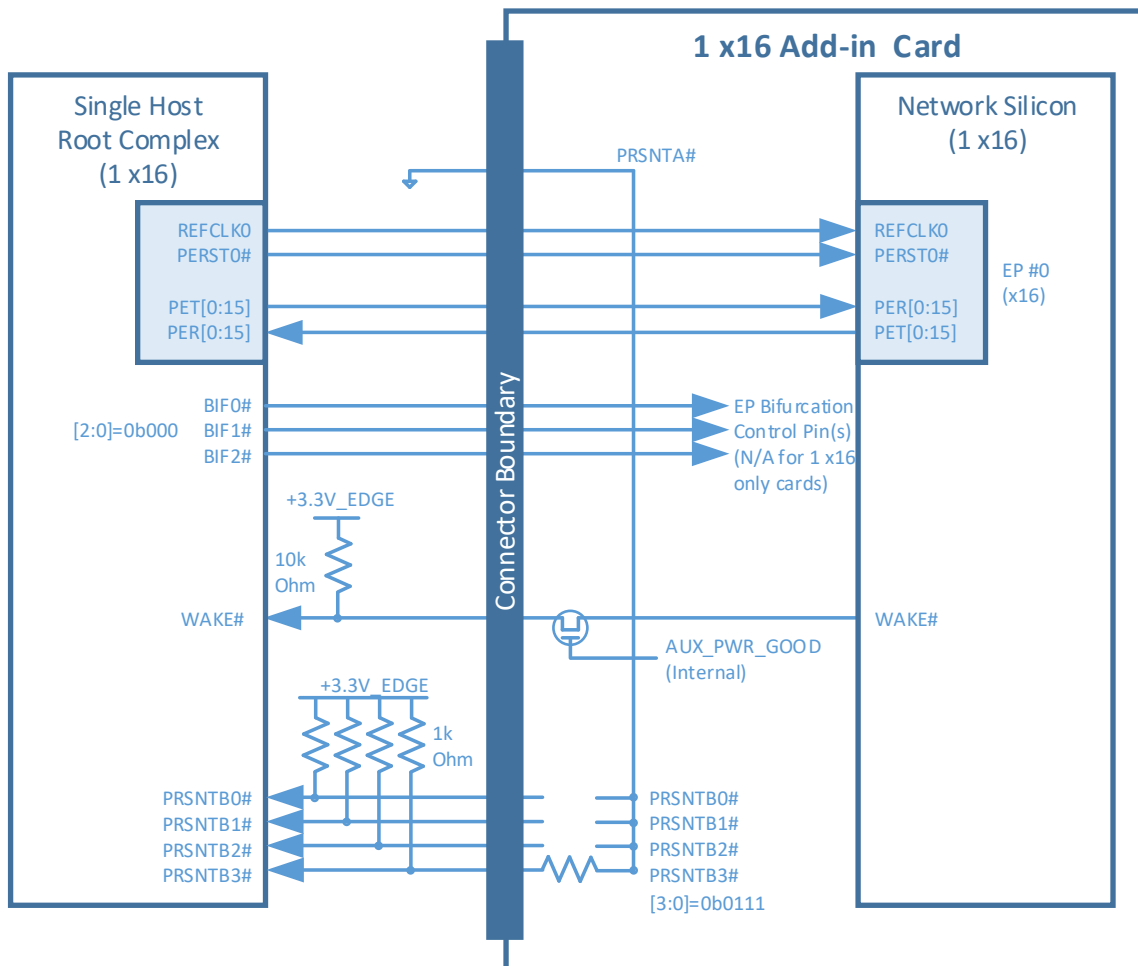 1 x16 Add-in Card
Single Host
Root Complex
(1 x16)
Network Silicon
(1 x16)
PRSNTA#
REFCLK0
PERST0#
PET[0:15]
PER[0:15]
REFCLK0
PERST0#
PER[0:15]
PET[0:15]
EP #0
(x16)
Connector Boundary
BIF0#
[2:0]=0b000 BIF1#
BIF2#
EP Bifurcation
Control Pin(s)
(N/A for 1 x16
only cards)
+3.3V_EDGE
10k
Ohm
WAKE#
WAKE#
AUX_PWR_GOOD
(Internal)
+3.3V_EDGE
1k
Ohm
PRSNTB0#
PRSNTB1#
PRSNTB2#
PRSNTB3#
PRSNTB0#
PRSNTB1#
PRSNTB2#
PRSNTB3#
[3:0]=0b0111